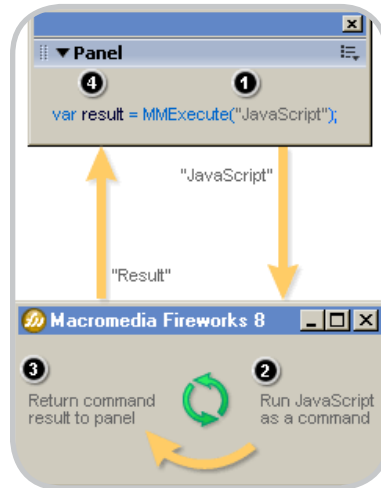 Panel
4 1
var result = MMExecute("JavaScript");
"JavaScript"
"Result"
Macromedia Fireworks 8
3 2
Return command Run JavaScript
result to panel as a command